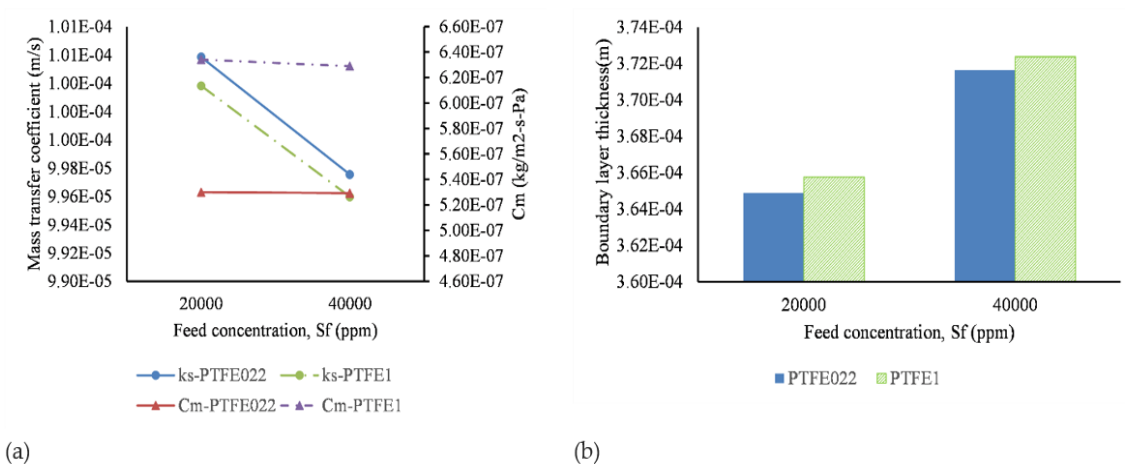 1.01E-04
1.01E-04
1.00E-04
1.00E-04
1.00E-04
9.98E-05
9.96E-05
9.94E-05
9.92E-05
9.90E-05
Mass transfer coefficient (m/s)
6.60E-07
6.40E-07
6.20E-07
6.00E-07
5.80E-07
5.60E-07
5.40E-07
5.20E-07
5.00E-07
4.80E-07
4.60E-07
Cm (kg/m2-s-Pa)
20000 40000
Feed concentration, Sf (ppm)
ks-PTFE022 ks-PTFE1
Cm-PTFE022 Cm-PTFE1
(a)
3.74E-04
3.72E-04
3.70E-04
3.68E-04
3.66E-04
3.64E-04
3.62E-04
3.60E-04
Boundary layer thickness(m)
20000 40000
Feed concentration, Sf (ppm)
PTFE022 PTFE1
(b)